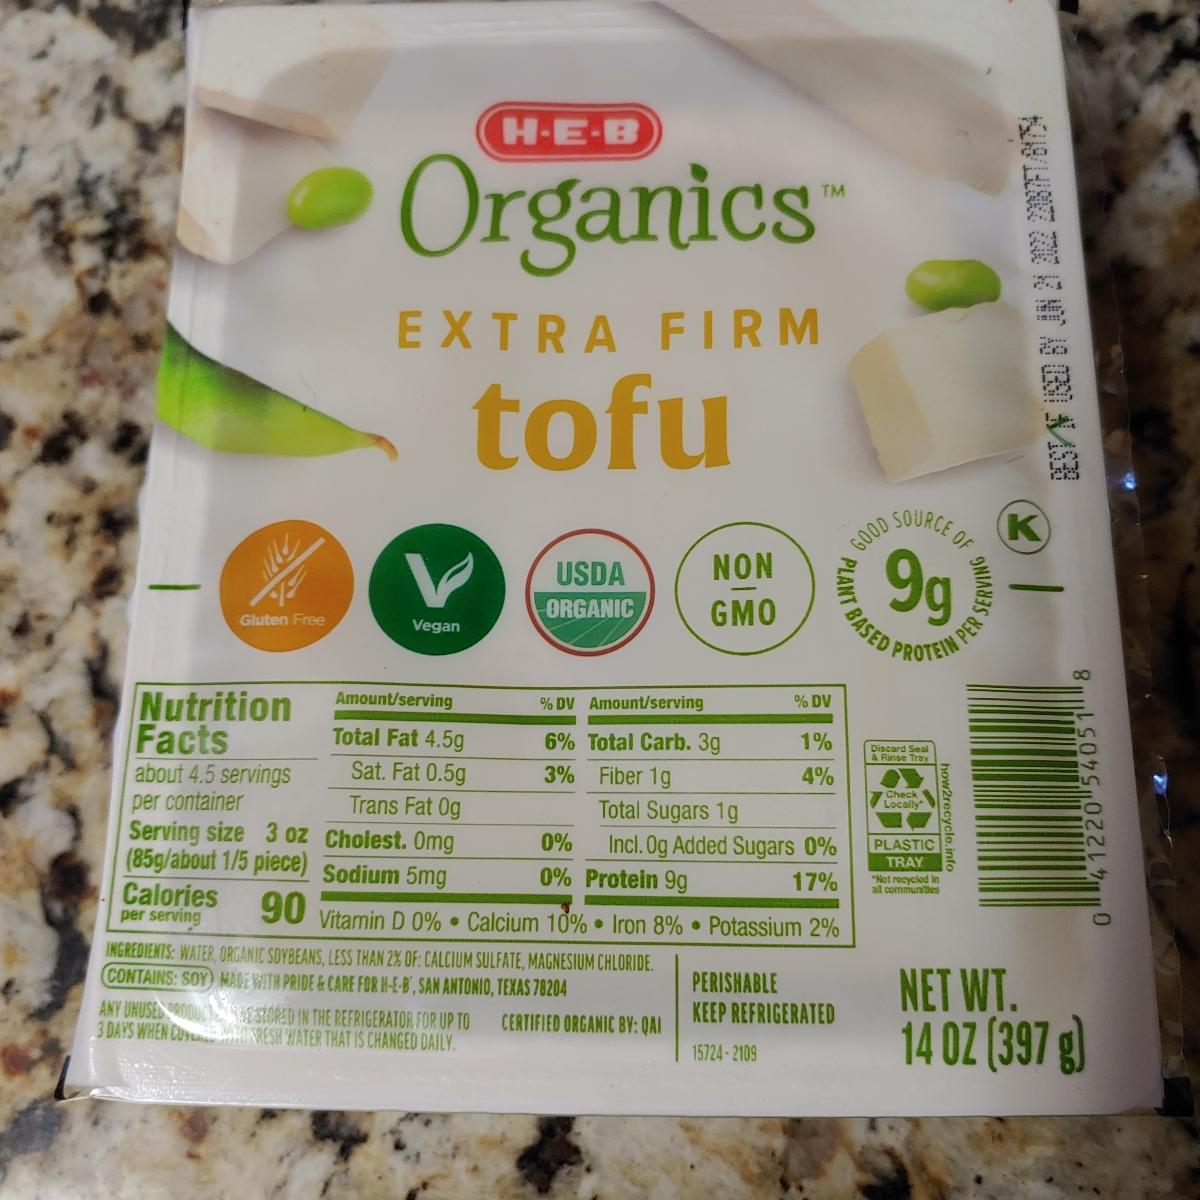 H-E-B
Organics™
EXTRA FIRM
tofu
BEST IF USED BY JUN 21 2022
Gluten Free
Vegan
USDA
ORGANIC
NON
GMO
GOOD SOURCE OF
9g
PLANT BASED PROTEIN PER SERVING
K
Nutrition
Facts
about 4.5 servings
per container
Serving size 3 oz
(85g/about 1/5 piece)
Calories
per serving
90
Amount/serving % DV
Total Fat 4.5g 6%
Sat. Fat 0.5g 3%
Trans Fat 0g
Cholest. 0mg 0%
Sodium 5mg 0%
Amount/serving % DV
Total Carb. 3g 1%
Fiber 1g 4%
Total Sugars 1g
Incl. 0g Added Sugars 0%
Protein 9g 17%
Vitamin D 0% • Calcium 10% • Iron 8% • Potassium 2%
Discard Seal
& Rinse Tray
Check
Locally*
PLASTIC
TRAY
*Not recycled in
all communities
how2recycle.info
0 41220 54051 8
INGREDIENTS: WATER, ORGANIC SOYBEANS, LESS THAN 2% OF: CALCIUM SULFATE, MAGNESIUM CHLORIDE.
CONTAINS: SOY MADE WITH PRIDE & CARE FOR H-E-B®, SAN ANTONIO, TEXAS 78204
ANY UNUSED PRODUCT STORED IN THE REFRIGERATOR FOR UP TO
3 DAYS WHEN COVERED WITH FRESH WATER THAT IS CHANGED DAILY.
CERTIFIED ORGANIC BY: QAI
PERISHABLE
KEEP REFRIGERATED
15724-2109
NET WT.
14 OZ (397 g)